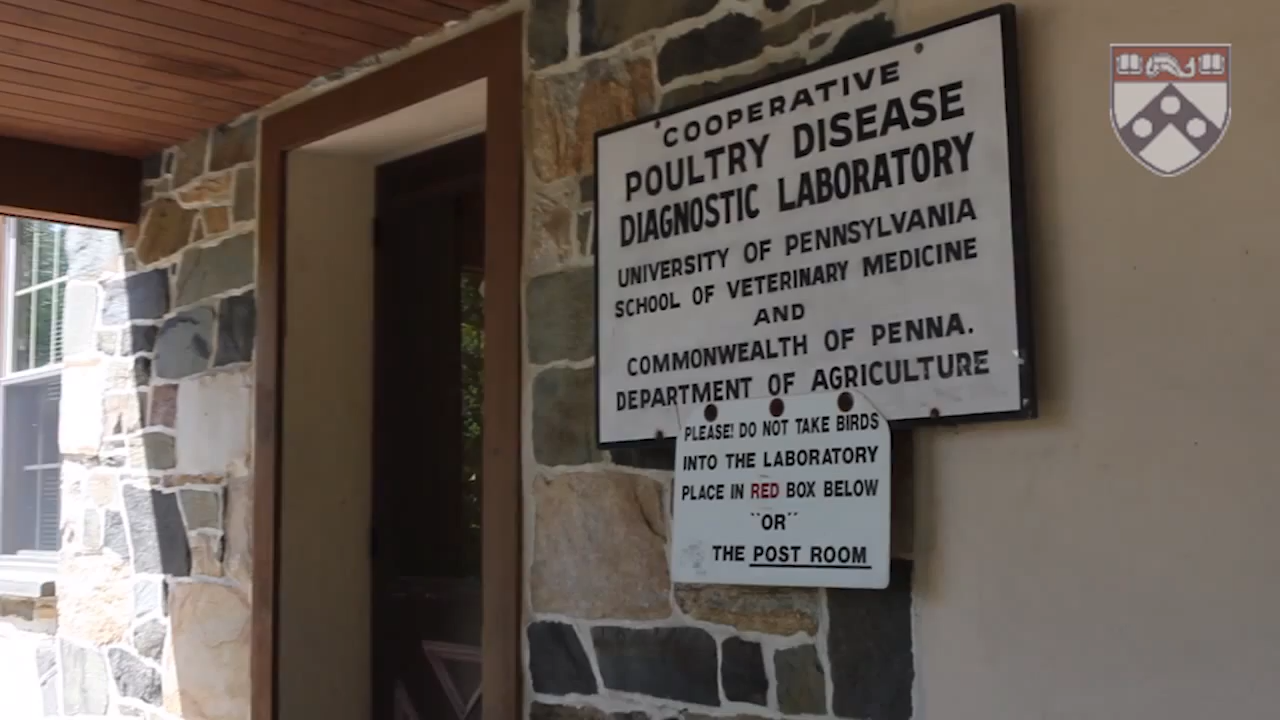 COOPERATIVE
POULTRY DISEASE
DIAGNOSTIC LABORATORY
UNIVERSITY OF PENNSYLVANIA
SCHOOL OF VETERINARY MEDICINE
AND
COMMONWEALTH OF PENNA.
DEPARTMENT OF AGRICULTURE
PLEASE! DO NOT TAKE BIRDS
INTO THE LABORATORY
PLACE IN RED BOX BELOW
"OR"
THE POST ROOM